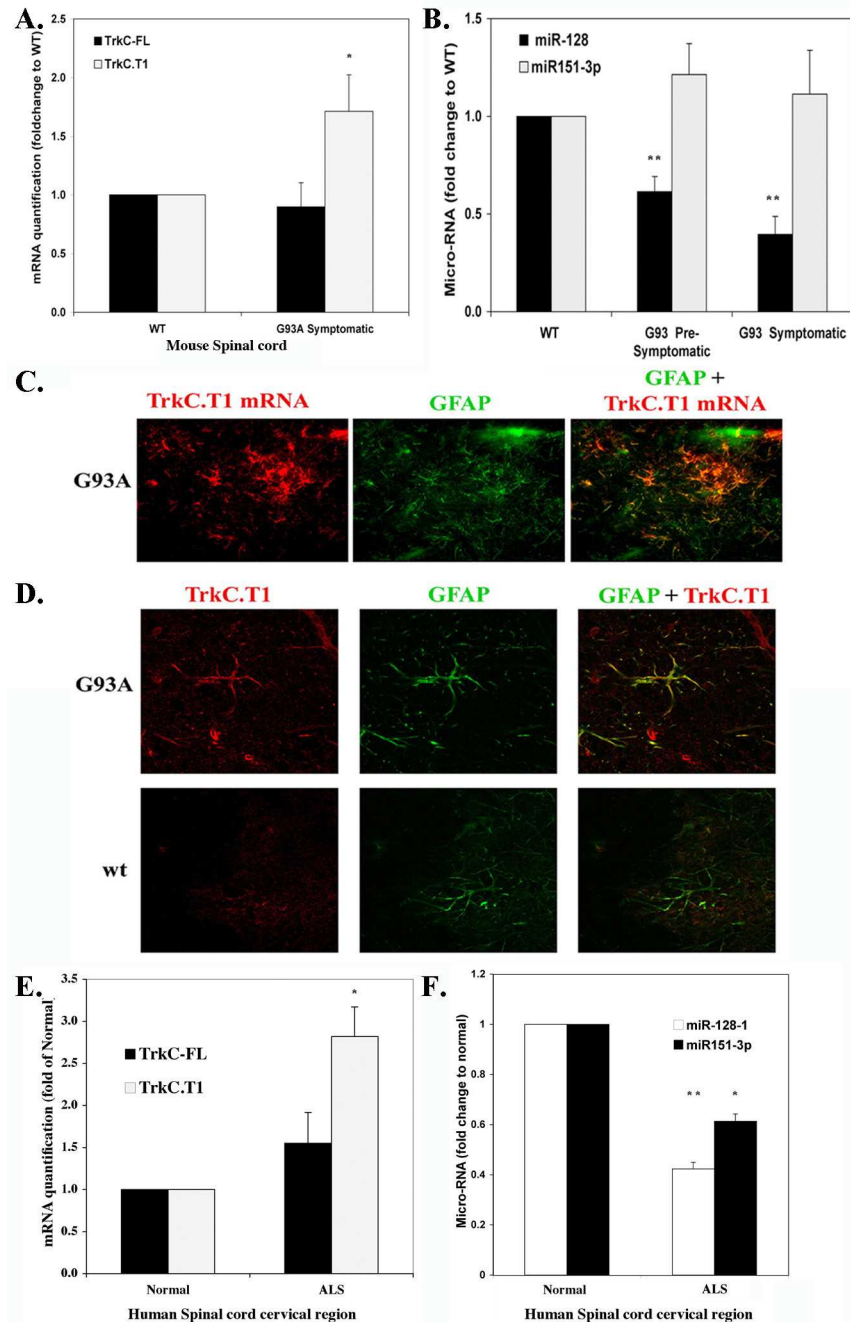 A.
mRNA quantification (foldchange to WT)
2.5
2.0
1.5
1.0
0.5
0.0
TrkC-FL
TrkC.T1
*
WT
G93A Symptomatic
Mouse Spinal cord
B.
Micro-RNA (fold change to WT)
1.0
0.5
0.0
miR-128
miR151-3p
**
**
WT
G93 Pre-
Symptomatic
G93 Symptomatic
C.
TrkC.T1 mRNA
GFAP
GFAP +
TrkC.T1 mRNA
G93A
D.
TrkC.T1
GFAP
GFAP + TrkC.T1
G93A
wt
E.
mRNA quantification (fold of Normal)
3.5
3.0
2.5
2.0
1.5
1.0
0.5
0.0
TrkC-FL
TrkC.T1
*
Normal
ALS
Human Spinal cord cervical region
F.
Micro-RNA (fold change to normal)
1.2
1
0.8
0.6
0.4
0.2
0
miR-128-1
miR151-3p
**
*
Normal
ALS
Human Spinal cord cervical region